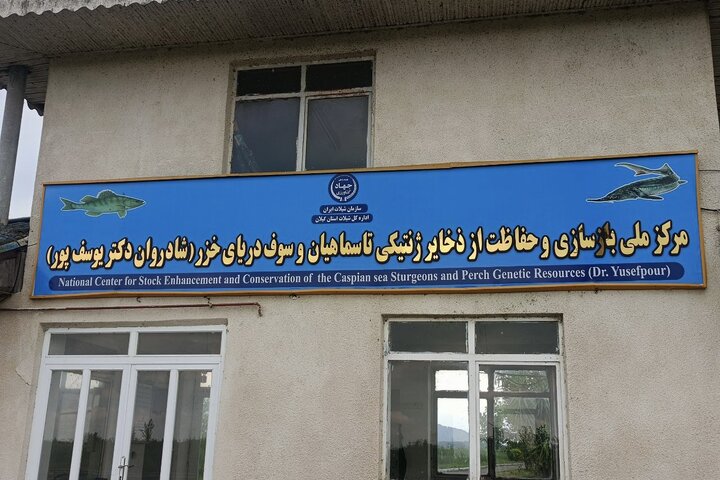 جهاد
سازمان شیلات ایران
اداره کل شیلات استان گیلان
مرکز ملی بازسازی و حفاظت از ذخایر ژنتیکی تاسماهیان و سوف دریای خزر (شادروان دکتر یوسف پور)
National Center for Stock Enhancement and Conservation of the Caspian sea Sturgeons and Perch Genetic Resources (Dr. Yusefpour)